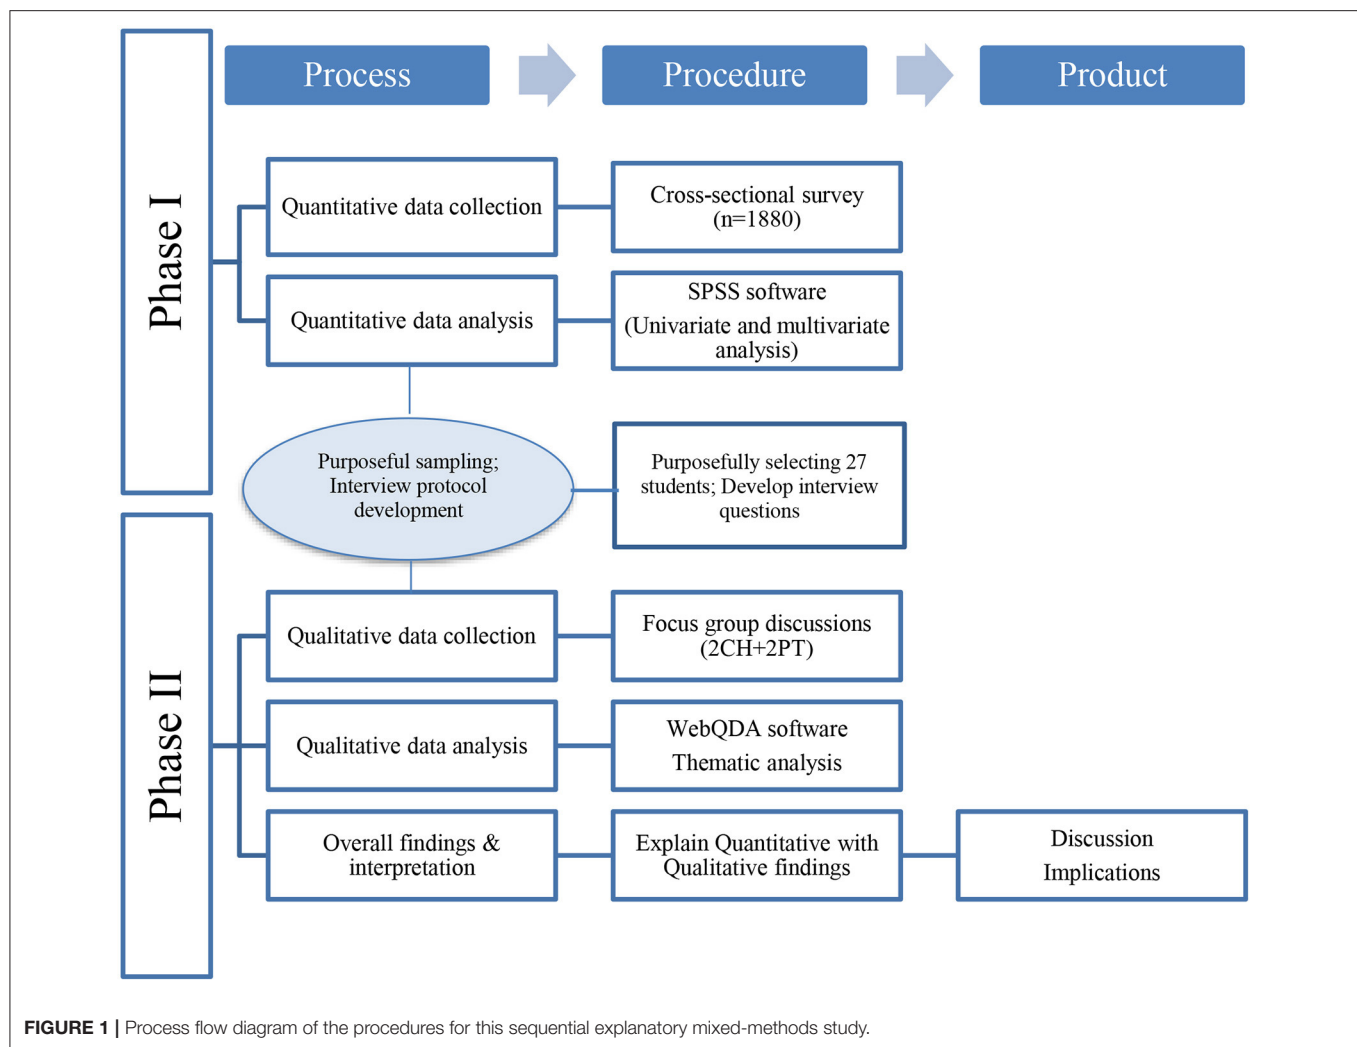 Process
Procedure
Product
Phase I
Quantitative data collection
Cross-sectional survey
(n=1880)
Quantitative data analysis
SPSS software
(Univariate and multivariate
analysis)
Purposeful sampling;
Interview protocol
development
Purposefully selecting 27
students; Develop interview
questions
Phase II
Qualitative data collection
Focus group discussions
(2CH+2PT)
Qualitative data analysis
WebQDA software
Thematic analysis
Overall findings &
interpretation
Explain Quantitative with
Qualitative findings
Discussion
Implications
FIGURE 1 | Process flow diagram of the procedures for this sequential explanatory mixed-methods study.